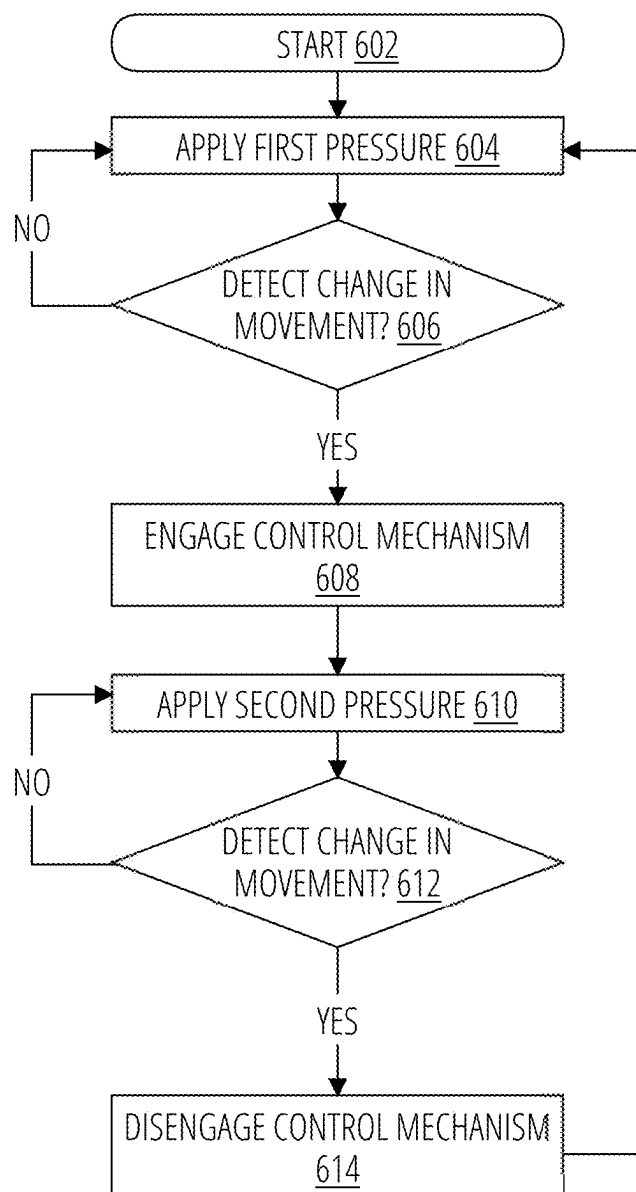 START 602
APPLY FIRST PRESSURE 604
NO
DETECT CHANGE IN
MOVEMENT? 606
YES
ENGAGE CONTROL MECHANISM
608
APPLY SECOND PRESSURE 610
NO
DETECT CHANGE IN
MOVEMENT? 612
YES
DISENGAGE CONTROL MECHANISM
614